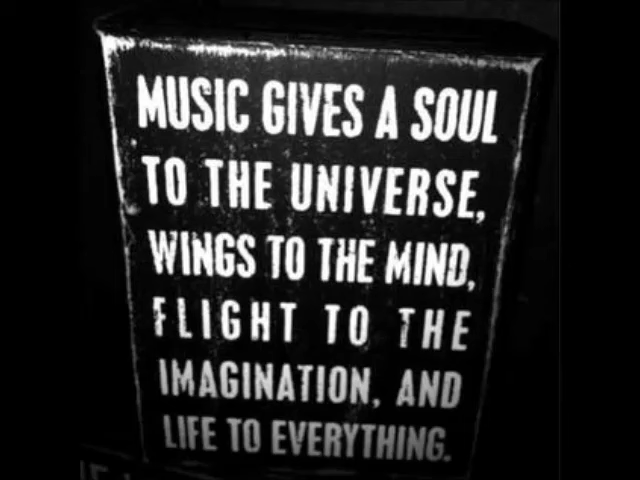 MUSIC GIVES A SOUL
TO THE UNIVERSE,
WINGS TO THE MIND,
FLIGHT TO THE
IMAGINATION, AND
LIFE TO EVERYTHING.